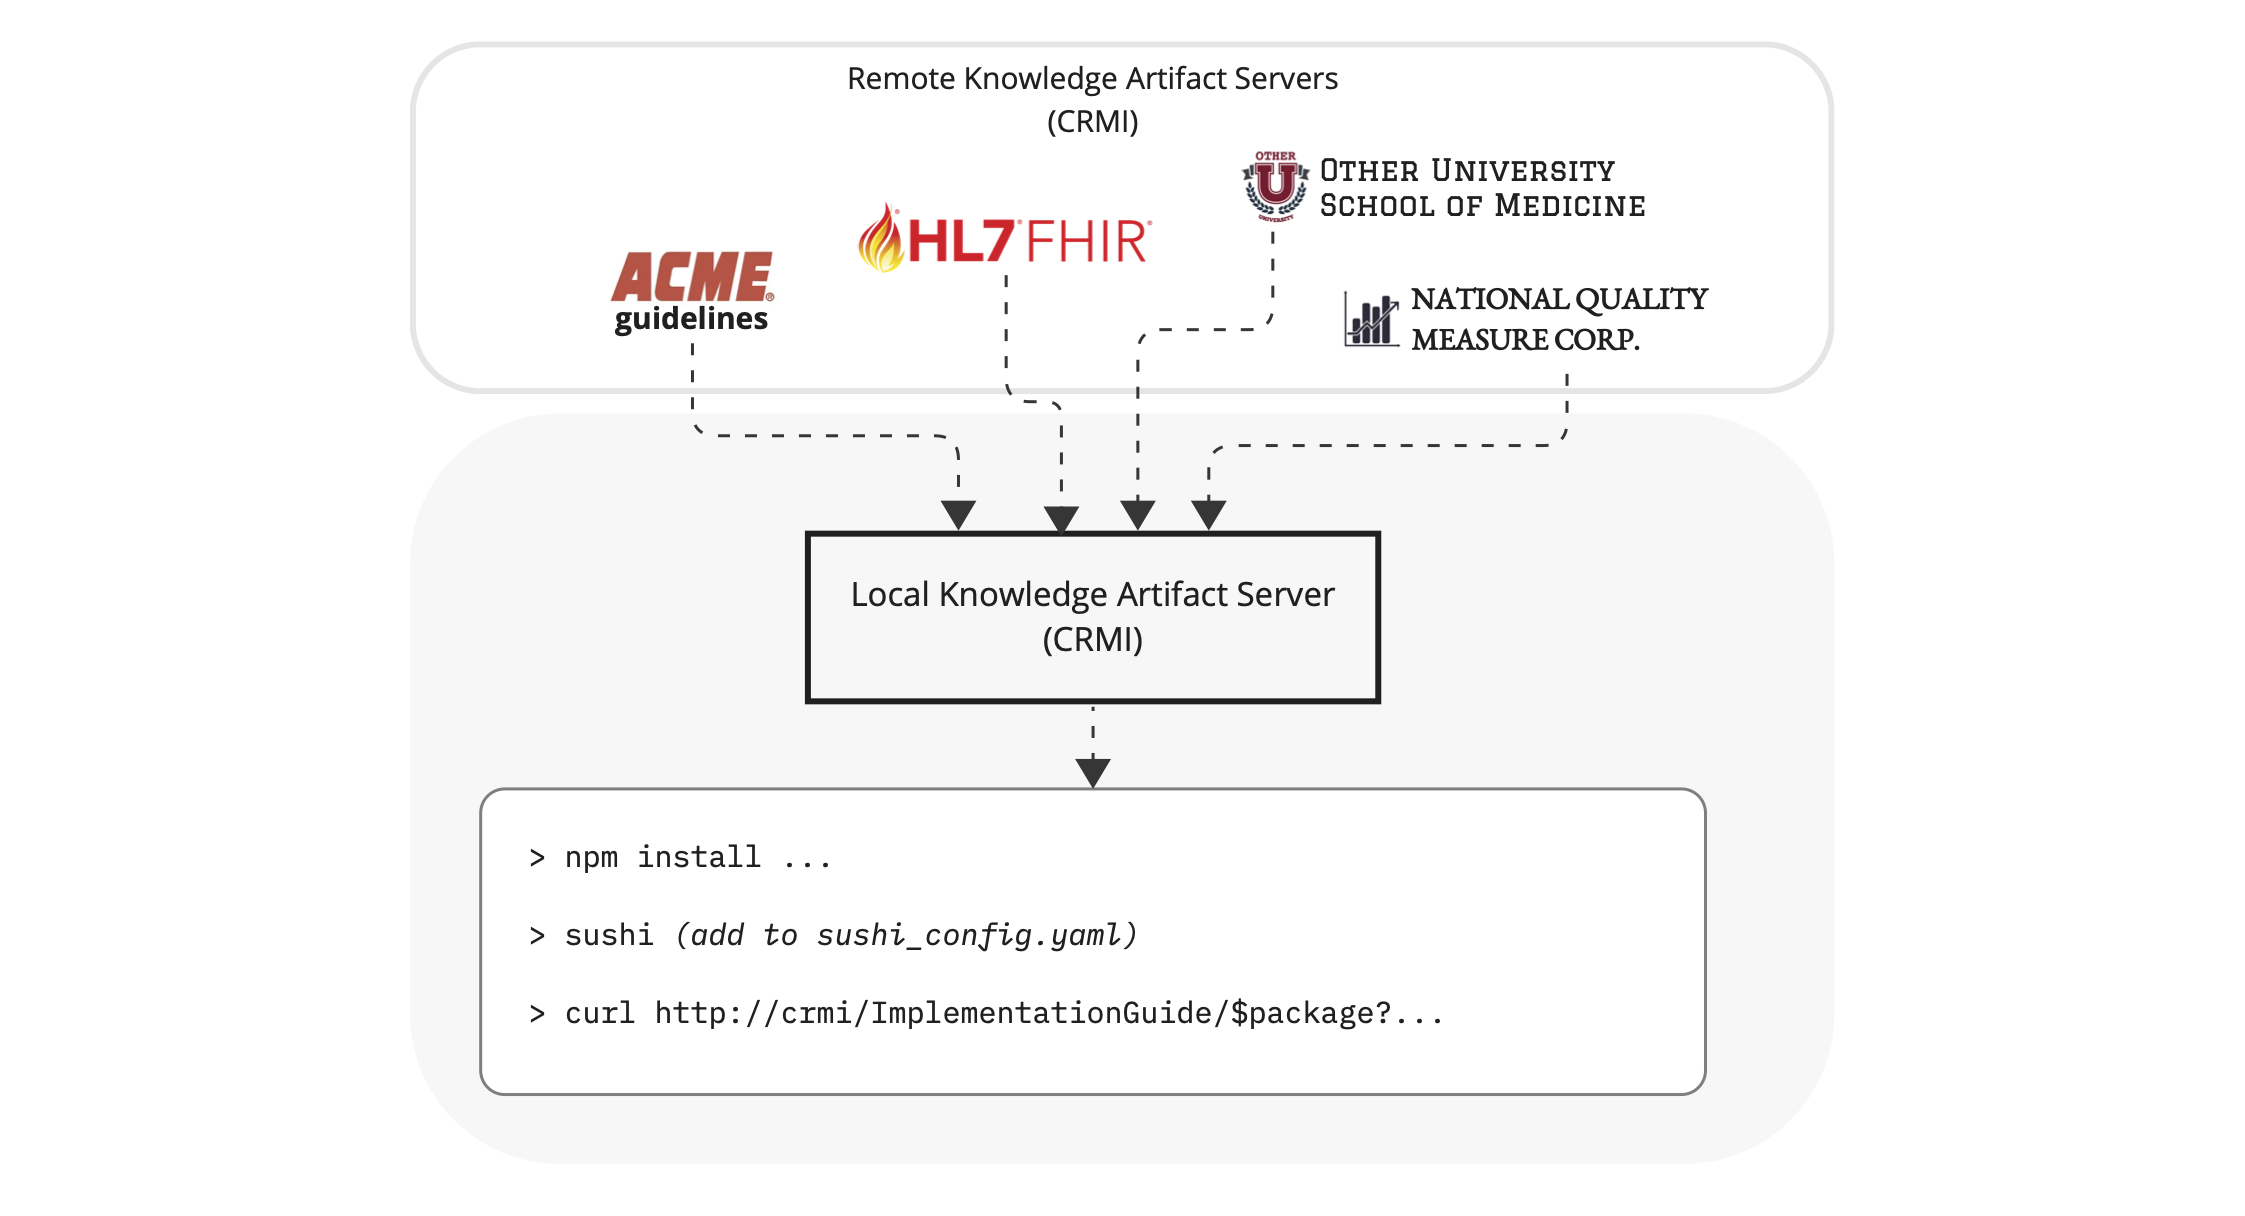 Remote Knowledge Artifact Servers
(CRMI)
OTHER
U
UNIVERSITY
OTHER UNIVERSITY
SCHOOL OF MEDICINE
HL7® FHIR®
ACME®
guidelines
NATIONAL QUALITY
MEASURE CORP.
Local Knowledge Artifact Server
(CRMI)
> npm install ...
> sushi (add to sushi_config.yaml)
> curl http://crmi/ImplementationGuide/$package?...